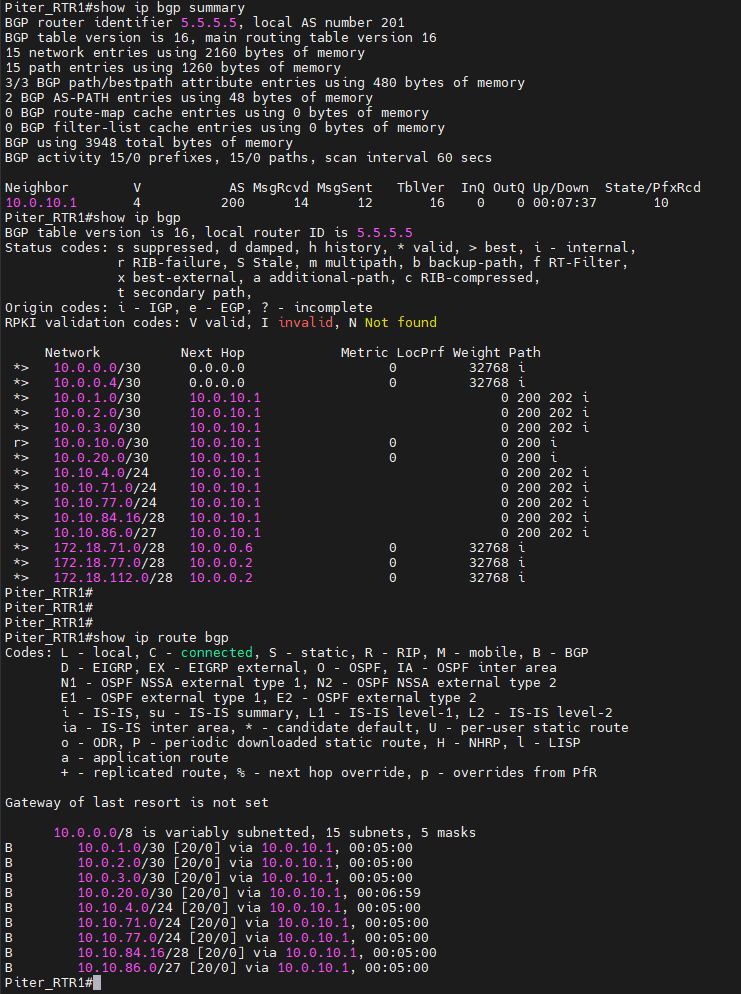 Piter_RTR1#show ip bgp summary
BGP router identifier 5.5.5.5, local AS number 201
BGP table version is 16, main routing table version 16
15 network entries using 2160 bytes of memory
15 path entries using 1260 bytes of memory
3/3 BGP path/bestpath attribute entries using 480 bytes of memory
2 BGP AS-PATH entries using 48 bytes of memory
0 BGP route-map cache entries using 0 bytes of memory
0 BGP filter-list cache entries using 0 bytes of memory
BGP using 3948 total bytes of memory
BGP activity 15/0 prefixes, 15/0 paths, scan interval 60 secs

Neighbor        V           AS MsgRcvd MsgSent   TblVer  InQ OutQ Up/Down  State/PfxRcd
10.0.10.1       4          200      14      12       16    0    0 00:07:37       10
Piter_RTR1#show ip bgp
BGP table version is 16, local router ID is 5.5.5.5
Status codes: s suppressed, d damped, h history, * valid, > best, i - internal,
              r RIB-failure, S Stale, m multipath, b backup-path, f RT-Filter,
              x best-external, a additional-path, c RIB-compressed,
              t secondary path,
Origin codes: i - IGP, e - EGP, ? - incomplete
RPKI validation codes: V valid, I invalid, N Not found

     Network          Next Hop            Metric LocPrf Weight Path
 *>   10.0.0.0/30      0.0.0.0                  0         32768 i
 *>   10.0.0.4/30      0.0.0.0                  0         32768 i
 *>   10.0.1.0/30      10.0.10.1                              0 200 202 i
 *>   10.0.2.0/30      10.0.10.1                              0 200 202 i
 *>   10.0.3.0/30      10.0.10.1                              0 200 202 i
 r>   10.0.10.0/30     10.0.10.1                0             0 200 i
 *>   10.0.20.0/30     10.0.10.1                0             0 200 i
 *>   10.10.4.0/24     10.0.10.1                              0 200 202 i
 *>   10.10.71.0/24    10.0.10.1                              0 200 202 i
 *>   10.10.77.0/24    10.0.10.1                              0 200 202 i
 *>   10.10.84.16/28   10.0.10.1                              0 200 202 i
 *>   10.10.86.0/27    10.0.10.1                              0 200 202 i
 *>   172.18.71.0/28   10.0.0.6                 0         32768 i
 *>   172.18.77.0/28   10.0.0.2                 0         32768 i
 *>   172.18.112.0/28  10.0.0.2                 0         32768 i
Piter_RTR1#
Piter_RTR1#
Piter_RTR1#
Piter_RTR1#show ip route bgp
Codes: L - local, C - connected, S - static, R - RIP, M - mobile, B - BGP
       D - EIGRP, EX - EIGRP external, O - OSPF, IA - OSPF inter area
       N1 - OSPF NSSA external type 1, N2 - OSPF NSSA external type 2
       E1 - OSPF external type 1, E2 - OSPF external type 2
       i - IS-IS, su - IS-IS summary, L1 - IS-IS level-1, L2 - IS-IS level-2
       ia - IS-IS inter area, * - candidate default, U - per-user static route
       o - ODR, P - periodic downloaded static route, H - NHRP, l - LISP
       a - application route
       + - replicated route, % - next hop override, p - overrides from PfR

Gateway of last resort is not set

      10.0.0.0/8 is variably subnetted, 15 subnets, 5 masks
B        10.0.1.0/30 [20/0] via 10.0.10.1, 00:05:00
B        10.0.2.0/30 [20/0] via 10.0.10.1, 00:05:00
B        10.0.3.0/30 [20/0] via 10.0.10.1, 00:05:00
B        10.0.20.0/30 [20/0] via 10.0.10.1, 00:06:59
B        10.10.4.0/24 [20/0] via 10.0.10.1, 00:05:00
B        10.10.71.0/24 [20/0] via 10.0.10.1, 00:05:00
B        10.10.77.0/24 [20/0] via 10.0.10.1, 00:05:00
B        10.10.84.16/28 [20/0] via 10.0.10.1, 00:05:00
B        10.10.86.0/27 [20/0] via 10.0.10.1, 00:05:00
Piter_RTR1#